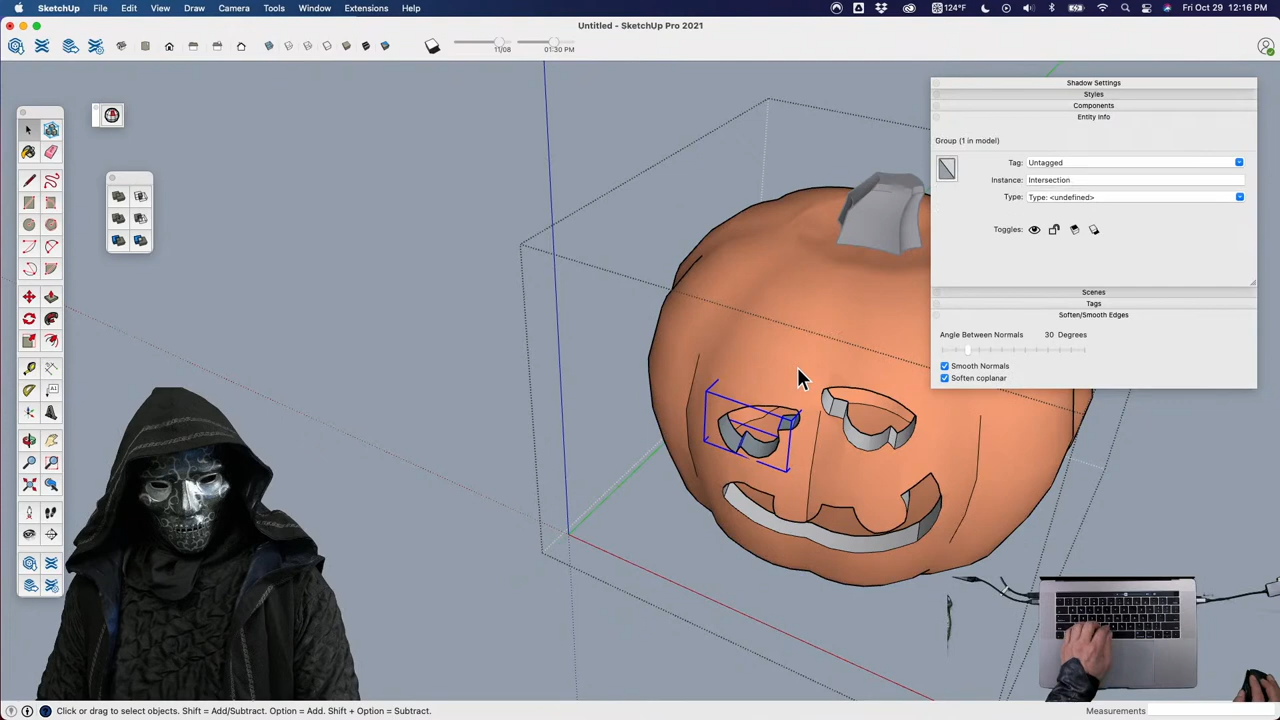 SketchUp File Edit View Draw Camera Tools Window Extensions Help
124°F Fri Oct 29 12:16 PM
Untitled - SketchUp Pro 2021
11/08 01:30 PM
Shadow Settings
Styles
Components
Entity Info
Group (1 in model)
Tag: Untagged
Instance: Intersection
Type: Type: <undefined>
Toggles:
Scenes
Tags
Soften/Smooth Edges
Angle Between Normals 30 Degrees
Smooth Normals
Soften coplanar
Click or drag to select objects. Shift = Add/Subtract. Option = Add. Shift + Option = Subtract.
Measurements